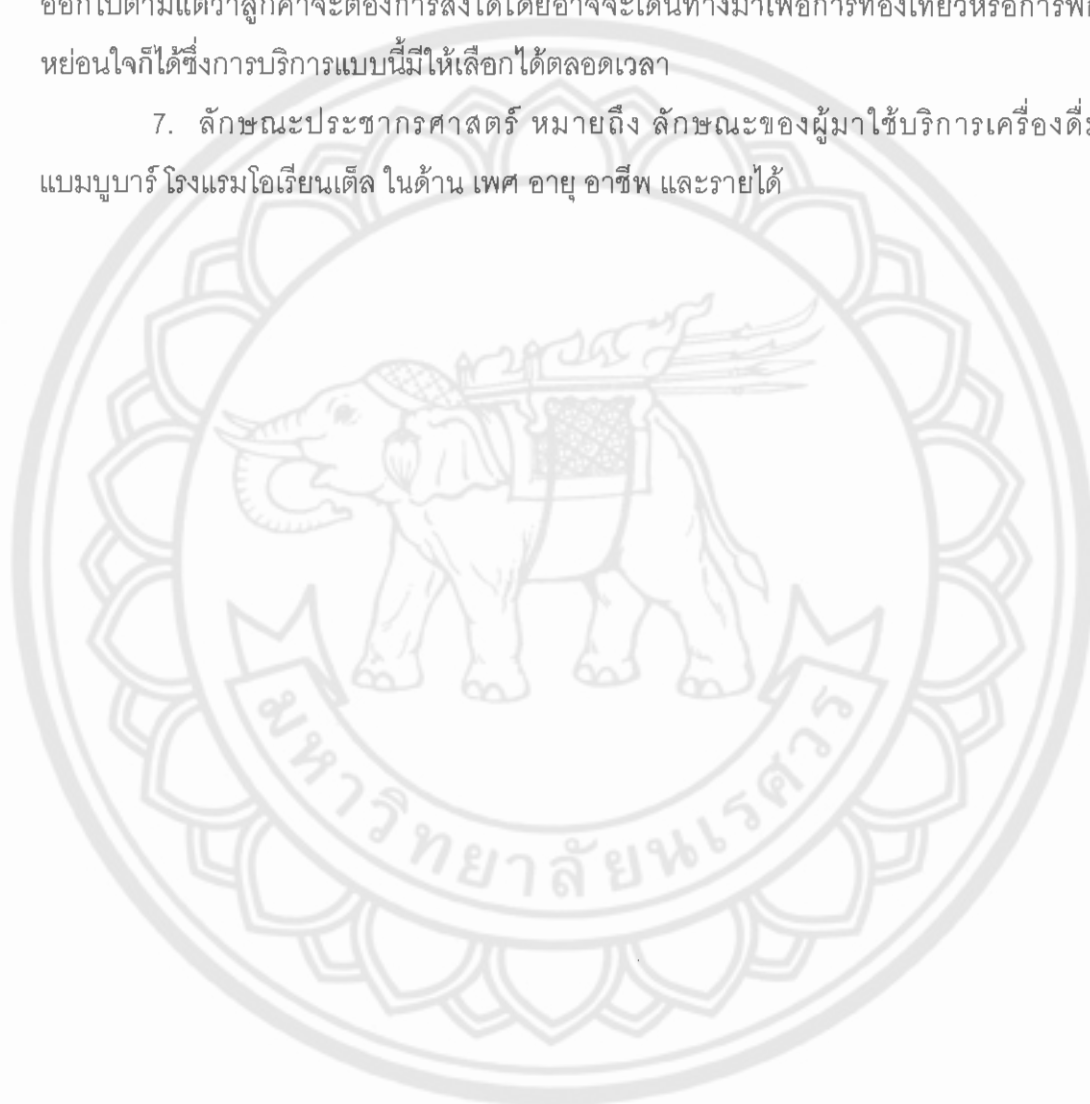 ออกไปตามแต่ว่าลูกค้าจะต้องการสั่งได้โดยอาจจะเดินทางมาเพื่อการท่องเที่ยวหรือการพัก
หย่อนใจก็ได้ซึ่งการบริการแบบนี้มีให้เลือกได้ตลอดเวลา
7. ลักษณะประชากรศาสตร์ หมายถึง ลักษณะของผู้มาใช้บริการเครื่องดื่ม
แบมบูบาร์ โรงแรมโอเรียนเต็ล ในด้าน เพศ อายุ อาชีพ และรายได้
มหาวิทยาลัยนเรศวร